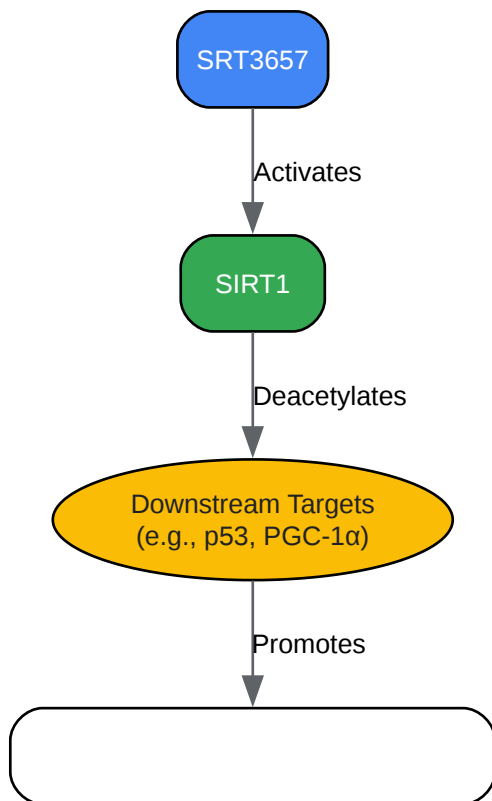 SRT3657
Activates
SIRT1
Deacetylates
Downstream Targets
(e.g., p53, PGC-1α)
Promotes